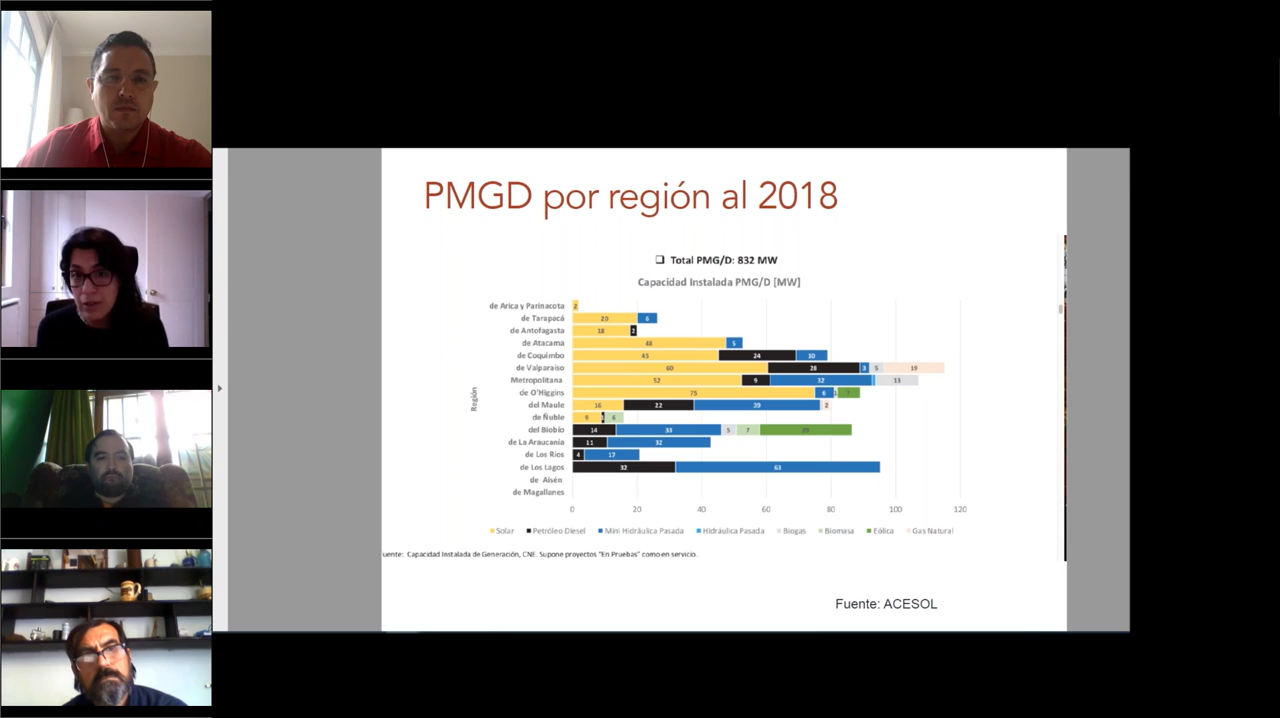 PMGD por región al 2018
Total PMG/D: 832 MW
Capacidad Instalada PMG/D [MW]
Región
de Arica y Parinacota 2
de Tarapacá 20 6
de Antofagasta 18 2
de Atacama 48 5
de Coquimbo 45 24 10
de Valparaíso 60 28 3 5 19
Metropolitana 52 9 32 13
de O'Higgins 75 6
del Maule 16 22 39 2
de Ñuble 9 6
del Biobío 14 33 5 7
de La Araucanía 11 32
de Los Ríos 4 17
de Los Lagos 32 63
de Aisén
de Magallanes
0 20 40 60 80 100 120
Solar Petróleo Diesel Mini Hidráulica Pasada Hidráulica Pasada Biogas Biomasa Eólica Gas Natural
uente: Capacidad Instalada de Generación, CNE. Supone proyectos "En Pruebas" como en servicio.
Fuente: ACESOL